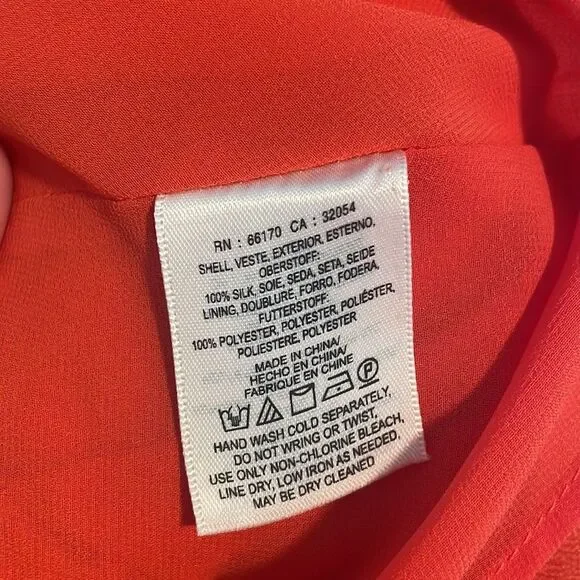 RN : 66170 CA : 32054
SHELL, VESTE, EXTERIOR, ESTERNO,
OBERSTOFF:
100% SILK, SOIE, SEDA, SETA, SEIDE
LINING, DOUBLURE, FORRO, FODERA,
FUTTERSTOFF:
100% POLYESTER, POLYESTER, POLIÉSTER,
POLIESTERE, POLYESTER
MADE IN CHINA/
HECHO EN CHINA/
FABRIQUE EN CHINE
P
HAND WASH COLD SEPARATELY,
DO NOT WRING OR TWIST,
USE ONLY NON-CHLORINE BLEACH,
LINE DRY, LOW IRON AS NEEDED,
MAY BE DRY CLEANED